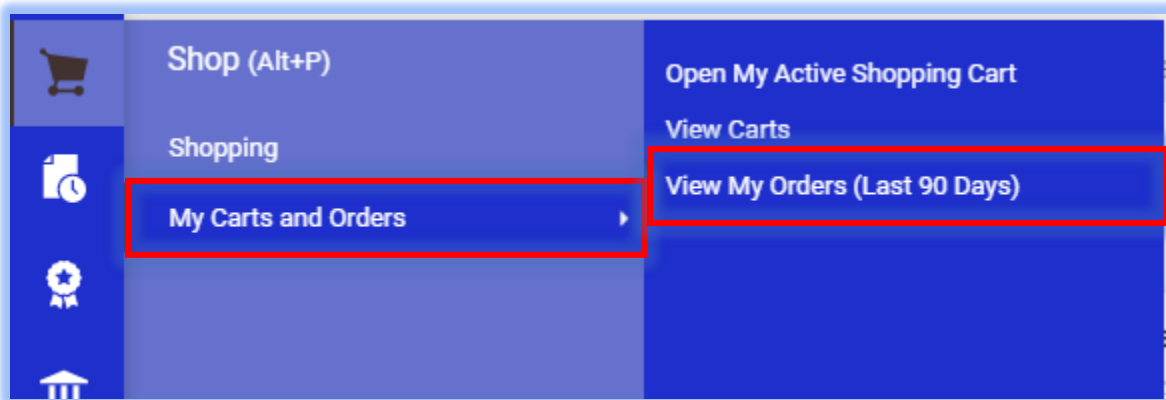 Shop (Alt+P)
Shopping
My Carts and Orders
Open My Active Shopping Cart
View Carts
View My Orders (Last 90 Days)